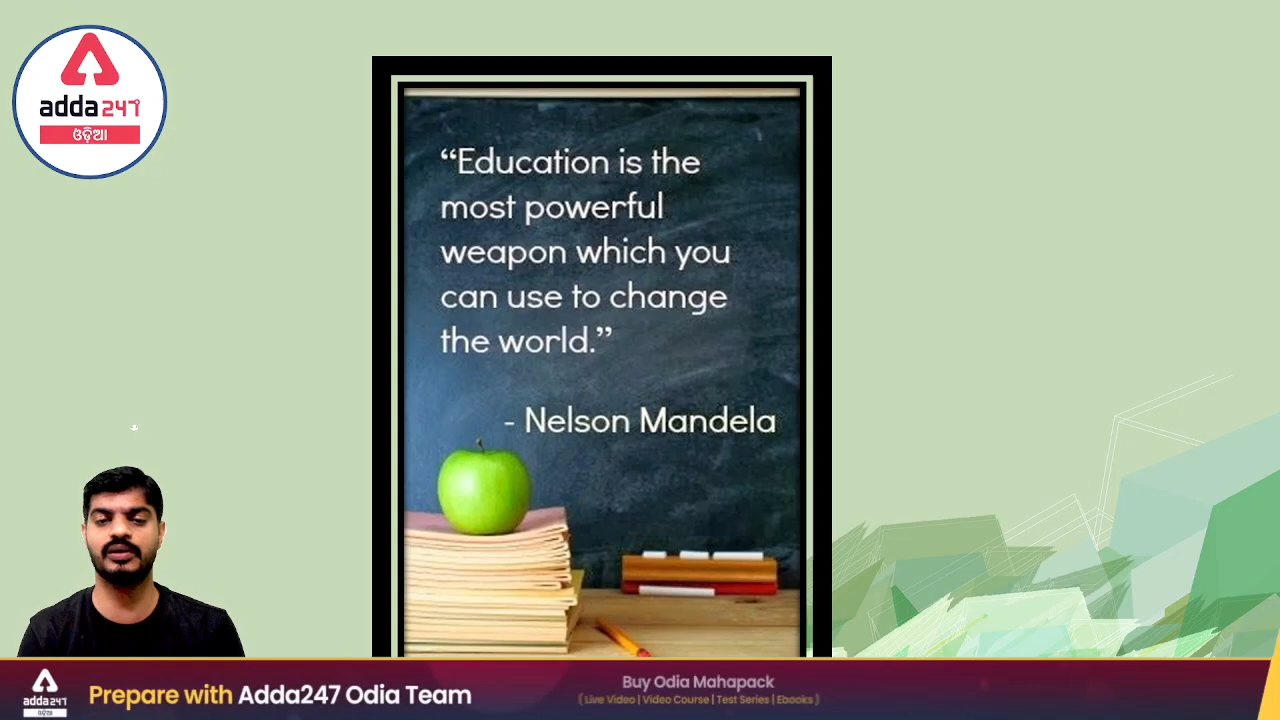 adda247
ଓଡ଼ିଆ
“Education is the
most powerful
weapon which you
can use to change
the world.”
- Nelson Mandela
adda247
ଓଡ଼ିଆ
Prepare with Adda247 Odia Team
Buy Odia Mahapack
( Live Video | Video Course | Test Series | Ebooks )